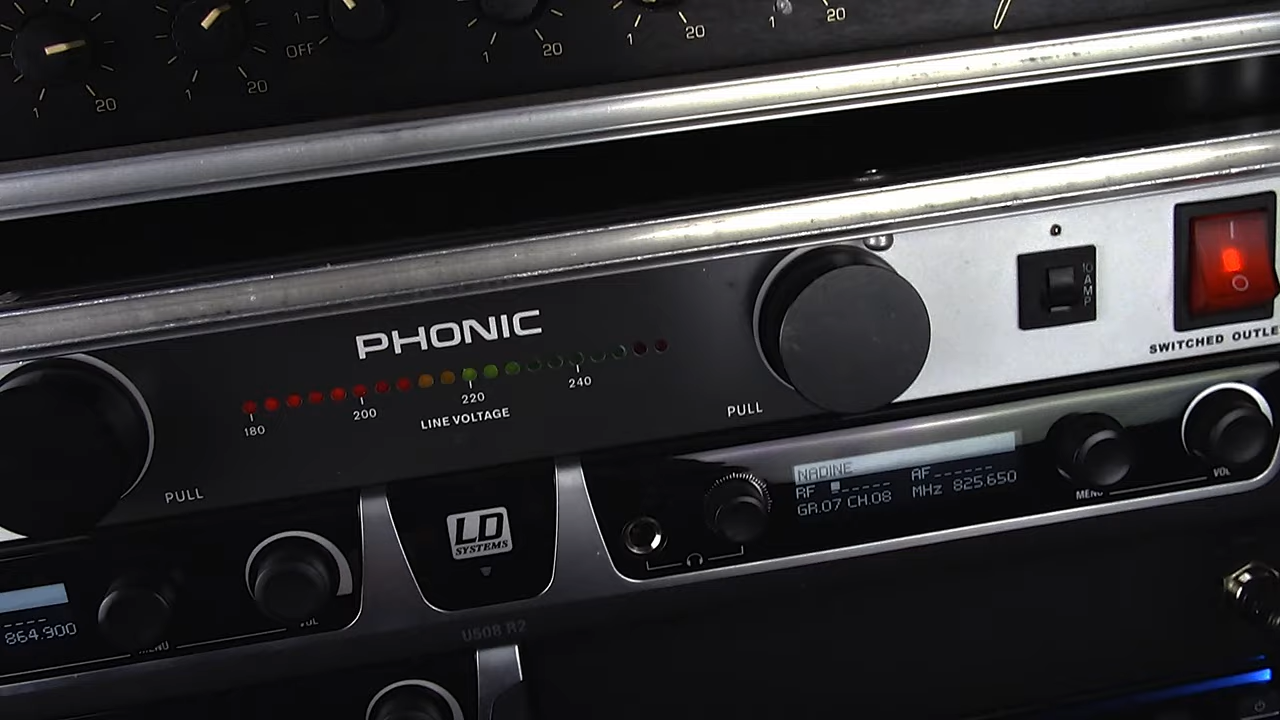 1 20
1 20
1 OFF
1 20
1 20
1 20
PHONIC
180 200 220 240
LINE VOLTAGE
PULL
PULL
10 AMP
I
O
SWITCHED OUTLE
LD
SYSTEMS
U508 R2
864.900
MENU
VOL
NADINE
RF AF
GR.07 CH.08 MHz 825.650
MENU
VOL